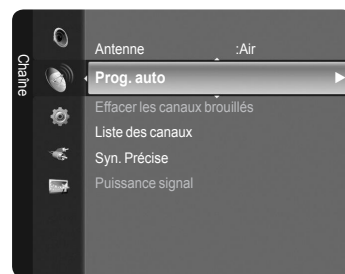 Chaîne
Antenne :Air
Prog. auto
Effacer les canaux brouillés
Liste des canaux
Syn. Précise
Puissance signal